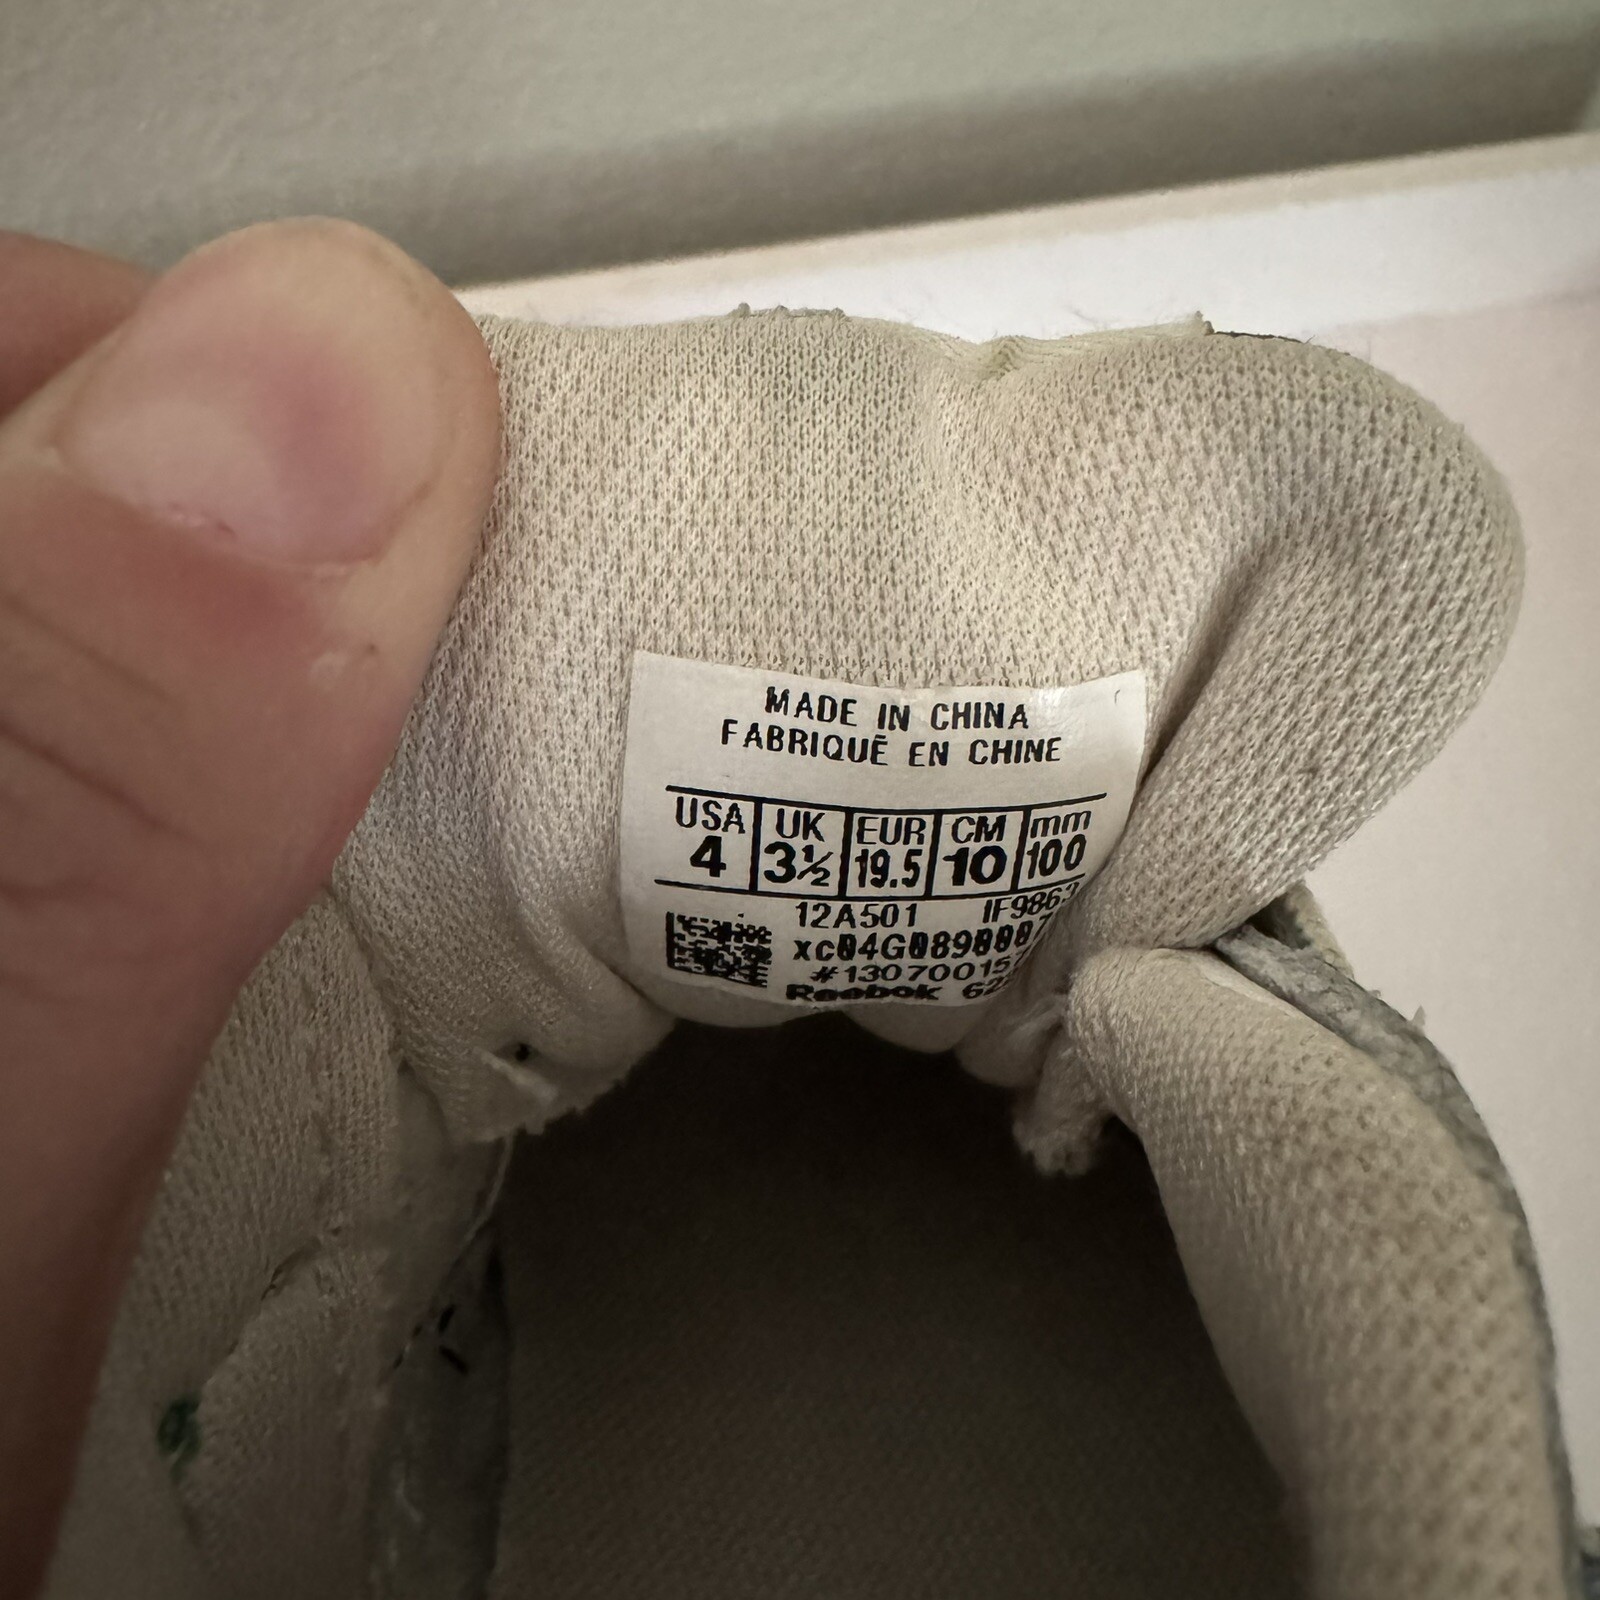 MADE IN CHINA
FABRIQUÉ EN CHINE
USA UK EUR CM mm
4 3½ 19.5 10 100
12A501 IF9863
Reebok